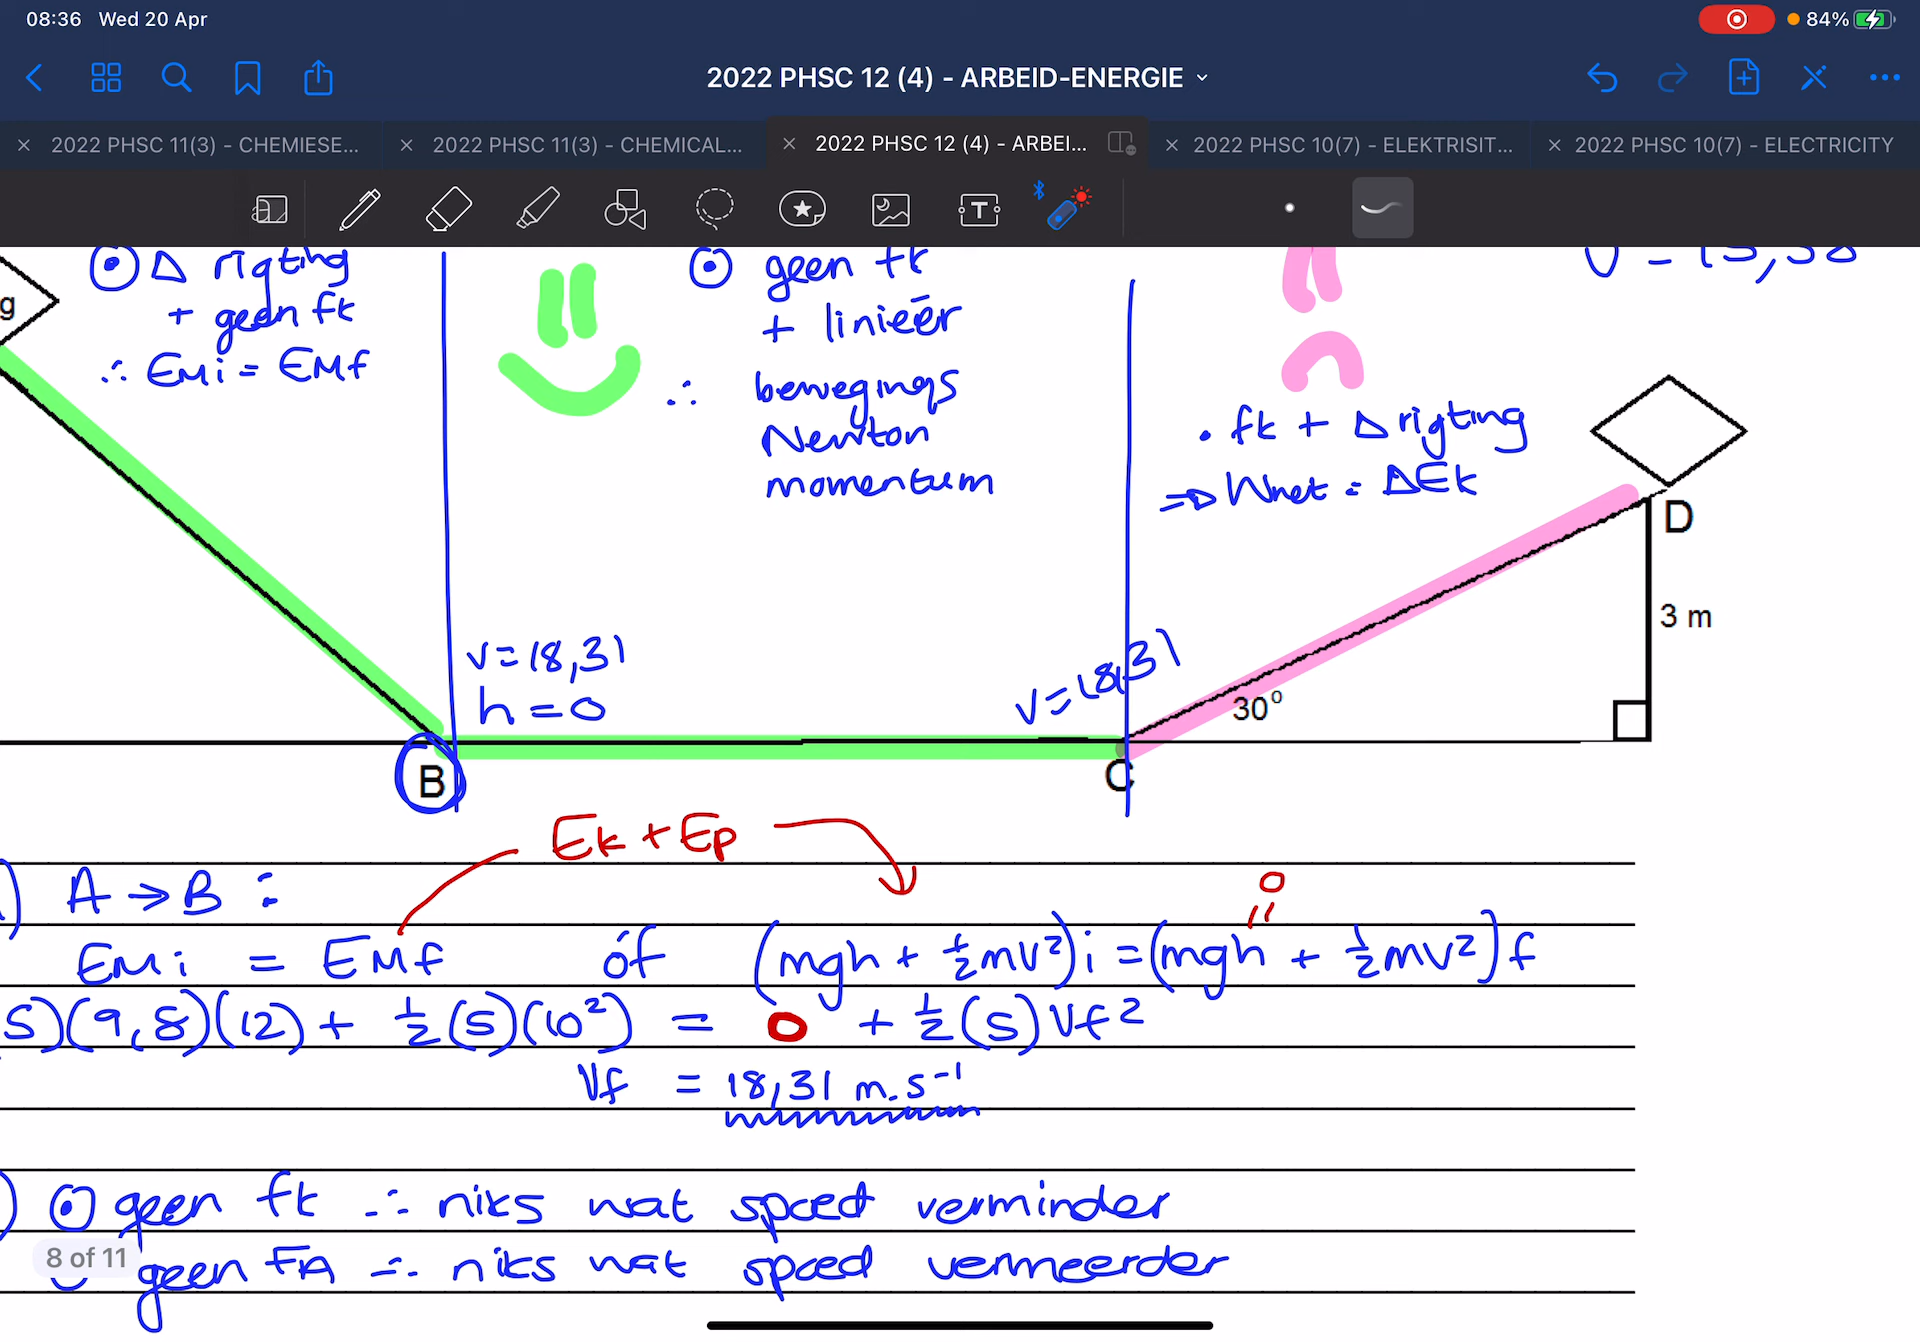 08:36 Wed 20 Apr
84%
2022 PHSC 12 (4) - ARBEID-ENERGIE
2022 PHSC 11(3) - CHEMIESE...
2022 PHSC 11(3) - CHEMICAL...
2022 PHSC 12 (4) - ARBEI...
2022 PHSC 10(7) - ELEKTRISIT...
2022 PHSC 10(7) - ELECTRICITY
T
g
Δ rigting
+ geen fk
∴ EMi = EMf
geen fk
+ linieêr
∴ bewegings
Newton
momentum
V = 15,38
• fk + Δ rigting
⇒ Wnet = ΔEk
D
3 m
30°
v = 18,31
h = 0
v = 18,31
B
C
Ek + Ep
) A → B :
0
=
EMi = EMf óf (mgh + ½mv²)i = (mgh + ½mv²)f
5)(9,8)(12) + ½(5)(10²) = 0 + ½(5)Vf²
Vf = 18,31 m.s⁻¹
) geen fk ∴ niks wat spoed verminder
geen FA ∴ niks wat spoed vermeerder
8 of 11